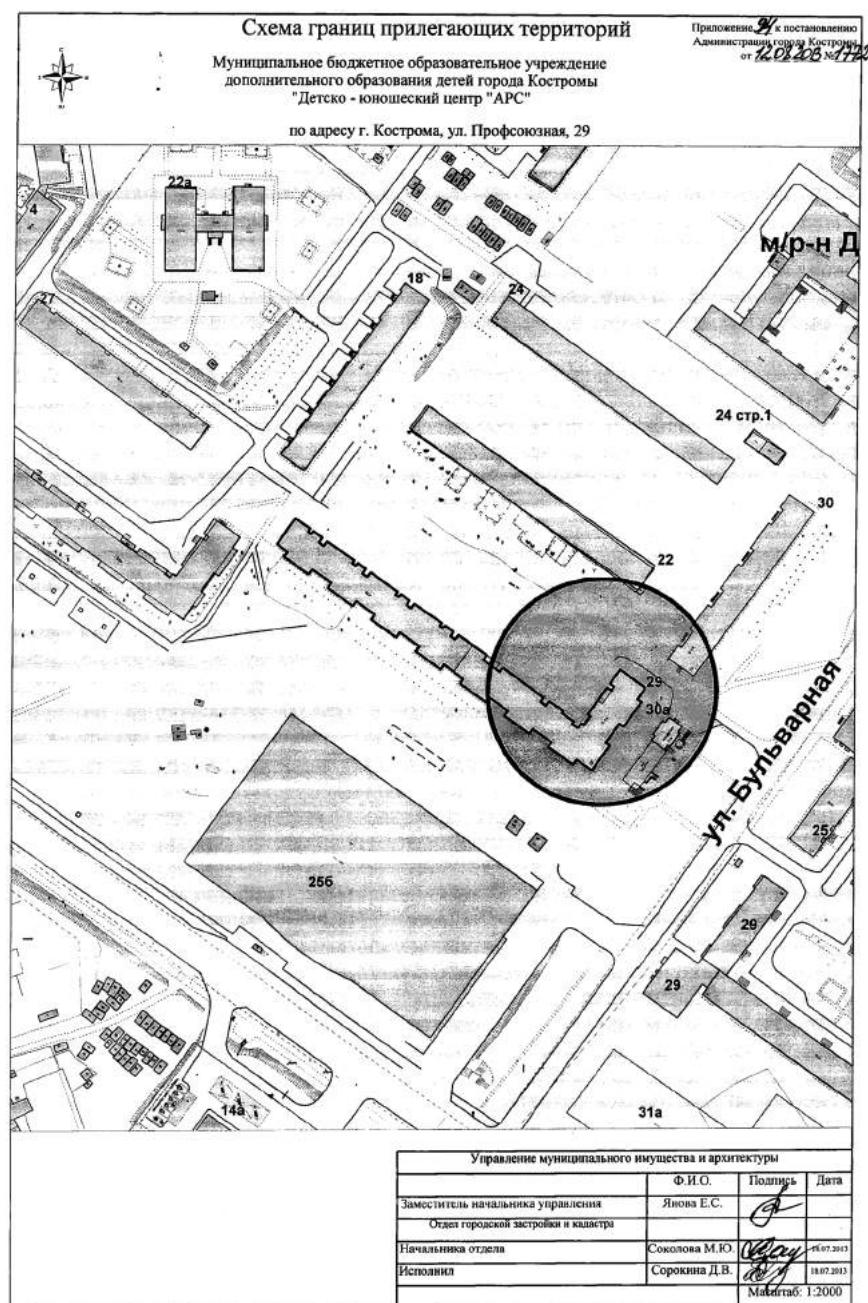 Схема границ прилегающих территорий
Приложение 94 к постановлению
Администрации города Костромы
от 12.08.2013 № 1772
Муниципальное бюджетное образовательное учреждение
дополнительного образования детей города Костромы
"Детско - юношеский центр "АРС"
по адресу г. Кострома, ул. Профсоюзная, 29
22а
4
м/р-н Д
18
24
27
24 стр.1
30
22
29
30а
ул. Бульварная
25
25б
29
29
14а
31а
Управление муниципального имущества и архитектуры
Ф.И.О. Подпись Дата
Заместитель начальника управления Янова Е.С.
Отдел городской застройки и кадастра
Начальника отдела Соколова М.Ю. 18.07.2013
Исполнил Сорокина Д.В. 18.07.2013
Масштаб: 1:2000